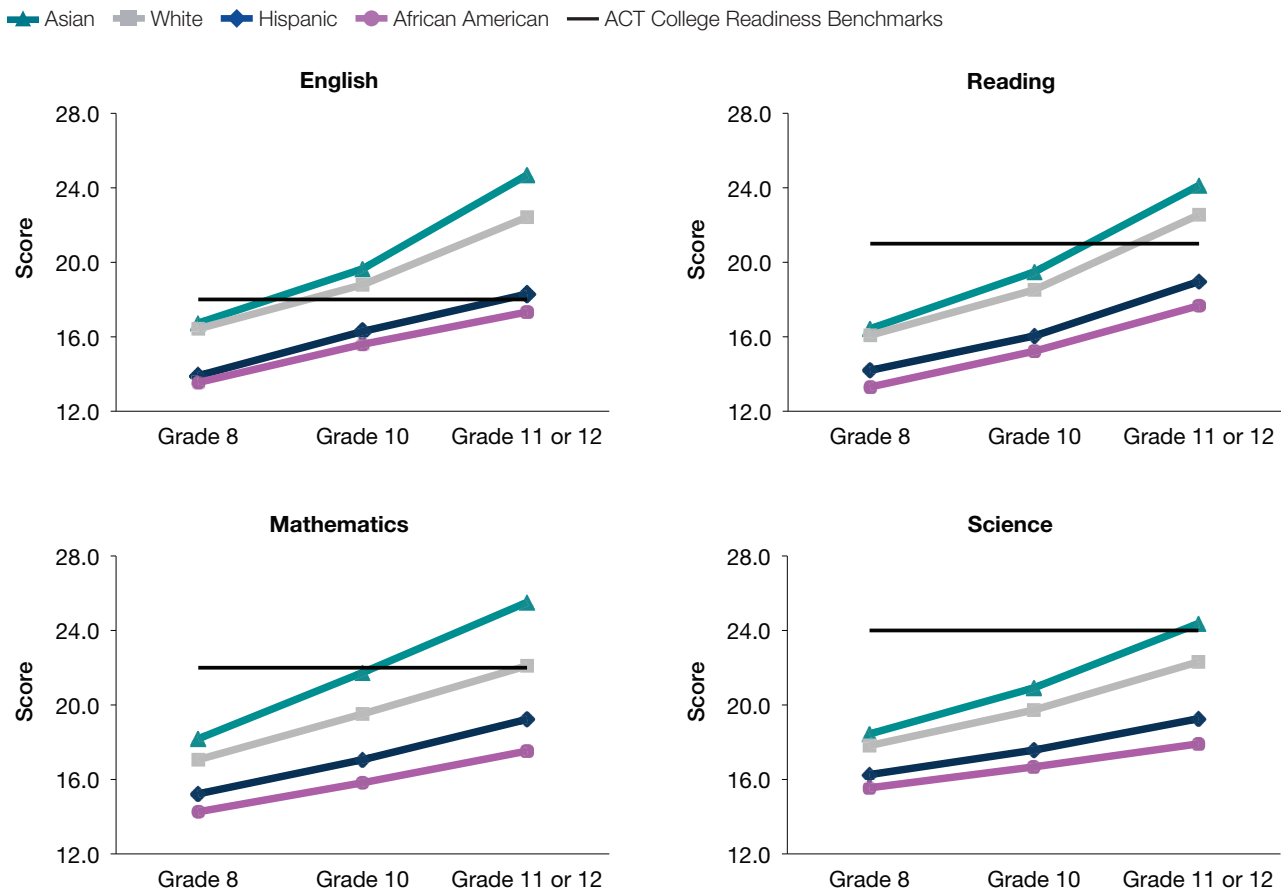 Asian White Hispanic African American ACT College Readiness Benchmarks
English
Score
28.0
24.0
20.0
16.0
12.0
Grade 8 Grade 10 Grade 11 or 12
Reading
Score
28.0
24.0
20.0
16.0
12.0
Grade 8 Grade 10 Grade 11 or 12
Mathematics
Score
28.0
24.0
20.0
16.0
12.0
Grade 8 Grade 10 Grade 11 or 12
Science
Score
28.0
24.0
20.0
16.0
12.0
Grade 8 Grade 10 Grade 11 or 12